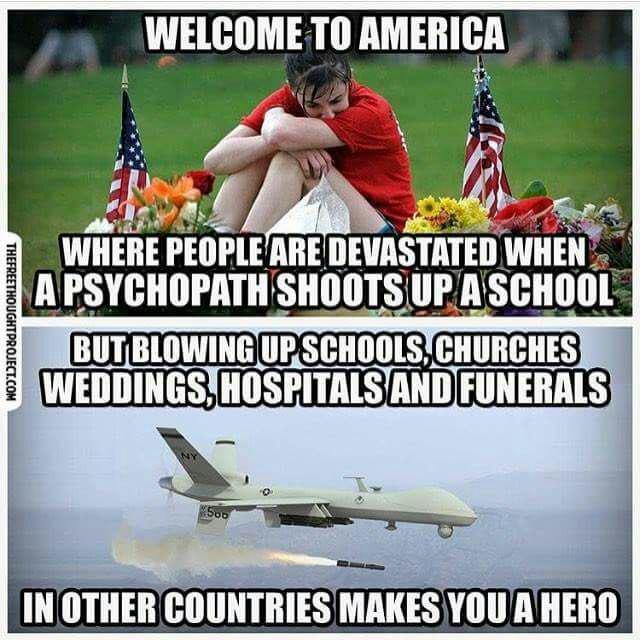 WELCOME TO AMERICA
WHERE PEOPLE ARE DEVASTATED WHEN
A PSYCHOPATH SHOOTS UP A SCHOOL
THEFREETHOUGHTPROJECT.COM
BUT BLOWING UP SCHOOLS, CHURCHES
WEDDINGS, HOSPITALS AND FUNERALS
NY
IN OTHER COUNTRIES MAKES YOU A HERO